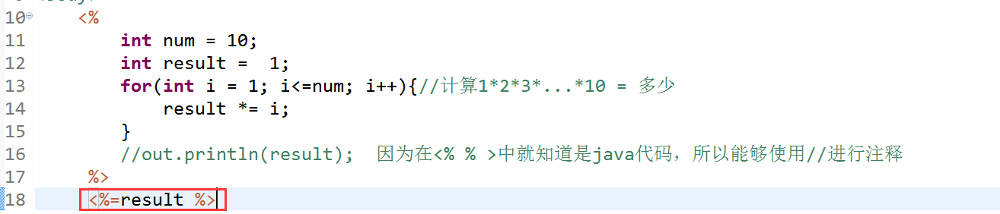 10 <%
11 int num = 10;
12 int result =  1;
13 for(int i = 1; i<=num; i++){//计算1*2*3*...*10 = 多少
14 result *= i;
15 }
16 //out.println(result);  因为在<% % >中就知道是java代码，所以能够使用//进行注释
17 %>
18 <%=result %>